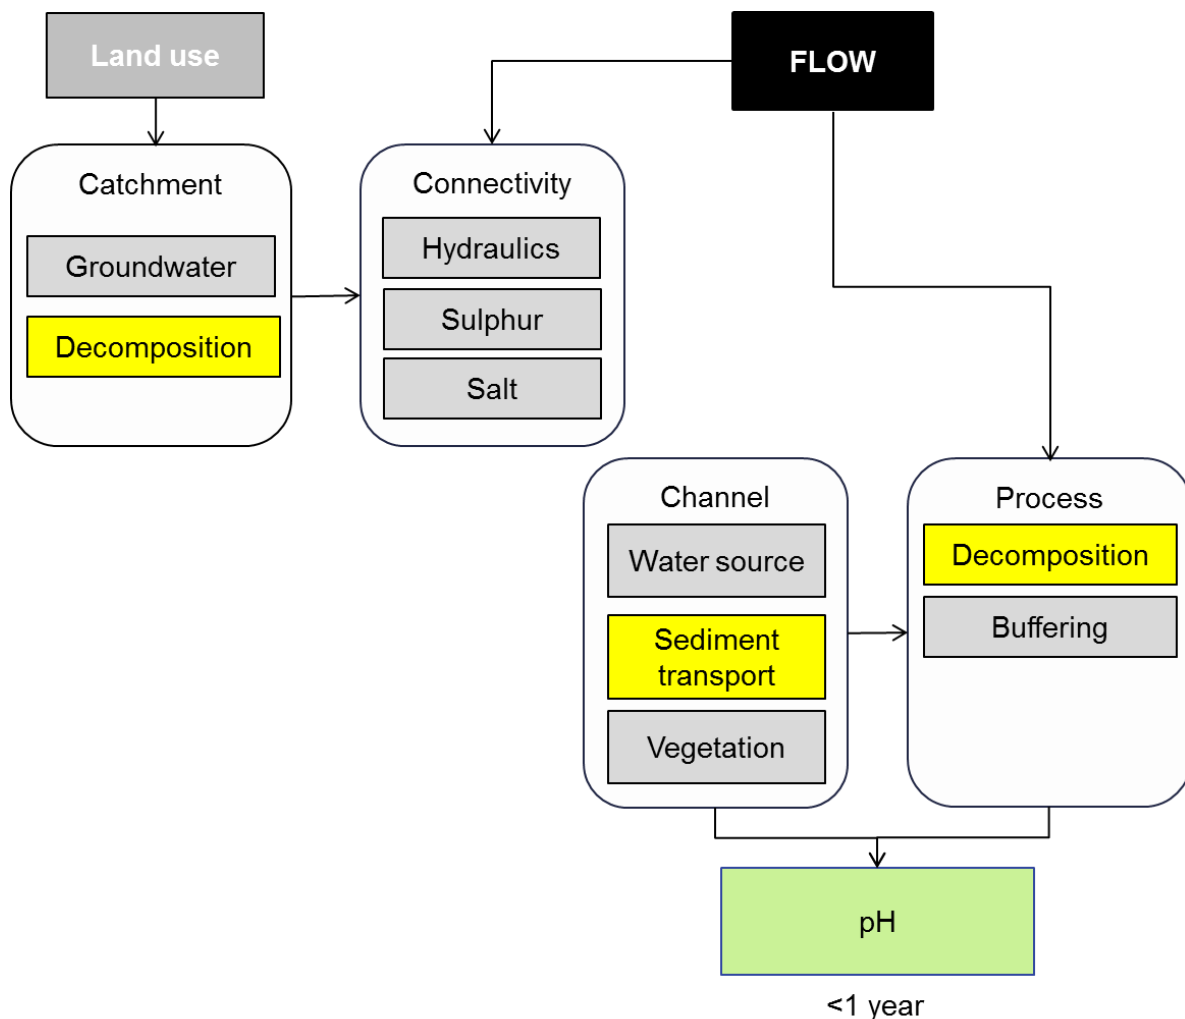 Land use
FLOW
Catchment
Groundwater
Decomposition
Connectivity
Hydraulics
Sulphur
Salt
Channel
Water source
Sediment
transport
Vegetation
Process
Decomposition
Buffering
pH
<1 year